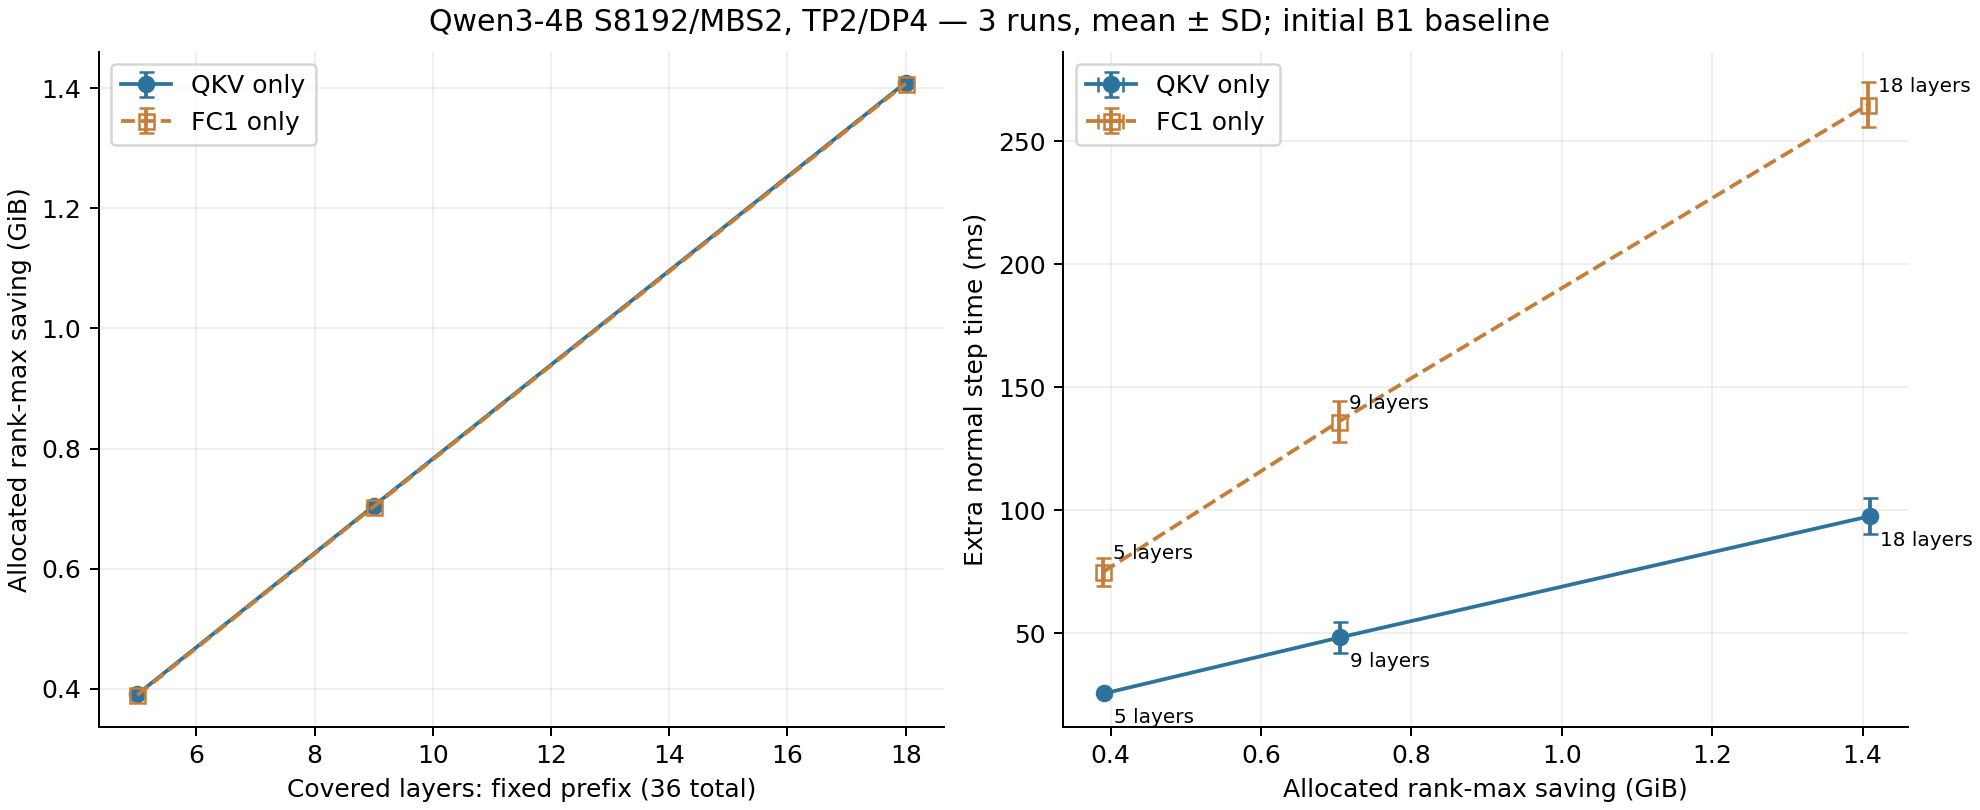 Qwen3-4B S8192/MBS2, TP2/DP4 — 3 runs, mean ± SD; initial B1 baseline
QKV only
FC1 only
Allocated rank-max saving (GiB)
1.4
1.2
1.0
0.8
0.6
0.4
6
8
10
12
14
16
18
Covered layers: fixed prefix (36 total)
QKV only
FC1 only
Extra normal step time (ms)
250
200
150
100
50
18 layers
9 layers
5 layers
18 layers
9 layers
5 layers
0.4
0.6
0.8
1.0
1.2
1.4
Allocated rank-max saving (GiB)